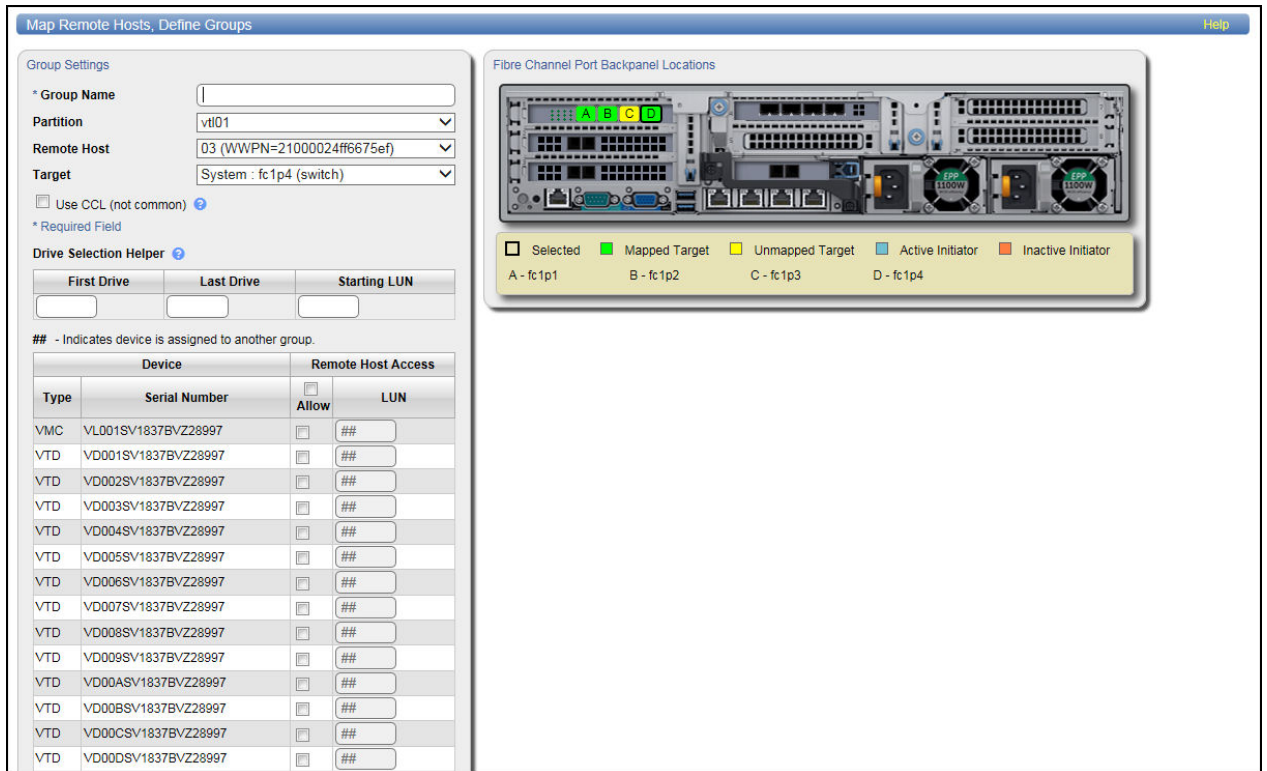 Map Remote Hosts, Define Groups Help
Group Settings
* Group Name
Partition vtl01
Remote Host 03 (WWPN=21000024ff6675ef)
Target System : fc1p4 (switch)
Use CCL (not common) ?
* Required Field
Drive Selection Helper ?
First Drive Last Drive Starting LUN
## - Indicates device is assigned to another group.
Device Remote Host Access
Type Serial Number Allow LUN
VMC VL001SV1837BVZ28997 ##
VTD VD001SV1837BVZ28997 ##
VTD VD002SV1837BVZ28997 ##
VTD VD003SV1837BVZ28997 ##
VTD VD004SV1837BVZ28997 ##
VTD VD005SV1837BVZ28997 ##
VTD VD006SV1837BVZ28997 ##
VTD VD007SV1837BVZ28997 ##
VTD VD008SV1837BVZ28997 ##
VTD VD009SV1837BVZ28997 ##
VTD VD00ASV1837BVZ28997 ##
VTD VD00BSV1837BVZ28997 ##
VTD VD00CSV1837BVZ28997 ##
VTD VD00DSV1837BVZ28997 ##
Fibre Channel Port Backpanel Locations
A B C D
EPP 1100W EPP 1100W
Selected Mapped Target Unmapped Target Active Initiator Inactive Initiator
A - fc1p1 B - fc1p2 C - fc1p3 D - fc1p4